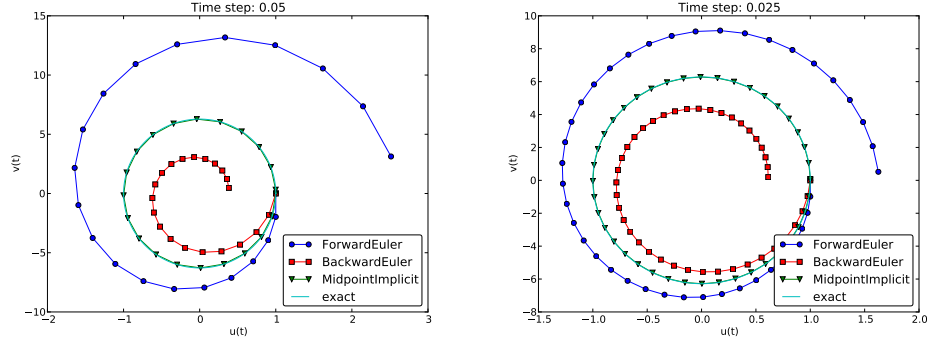 Time step: 0.05
15
10
5
0
−5
−10
−2
−1
0
1
2
3
v(t)
u(t)
ForwardEuler
BackwardEuler
MidpointImplicit
exact
Time step: 0.025
10
8
6
4
2
0
−2
−4
−6
−8
−1.5
−1.0
−0.5
0.0
0.5
1.0
1.5
2.0
v(t)
u(t)
ForwardEuler
BackwardEuler
MidpointImplicit
exact